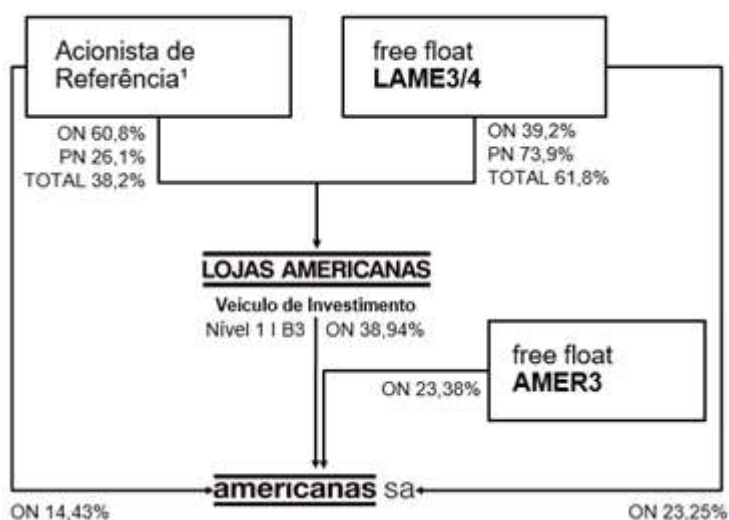 Acionista de
Referência¹
free float
LAME3/4
ON 60,8%
PN 26,1%
TOTAL 38,2%
ON 39,2%
PN 73,9%
TOTAL 61,8%
LOJAS AMERICANAS
Veículo de Investimento
Nível 1 I B3
ON 38,94%
free float
AMER3
ON 23,38%
americanas sa
ON 14,43%
ON 23,25%